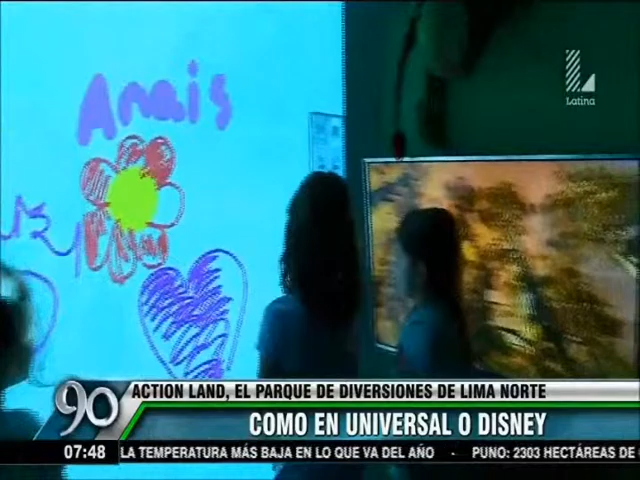 Latina
Anais
ACTION LAND, EL PARQUE DE DIVERSIONES DE LIMA NORTE
90
COMO EN UNIVERSAL O DISNEY
07:48 LA TEMPERATURA MÁS BAJA EN LO QUE VA DEL AÑO - PUNO: 2303 HECTÁREAS DE